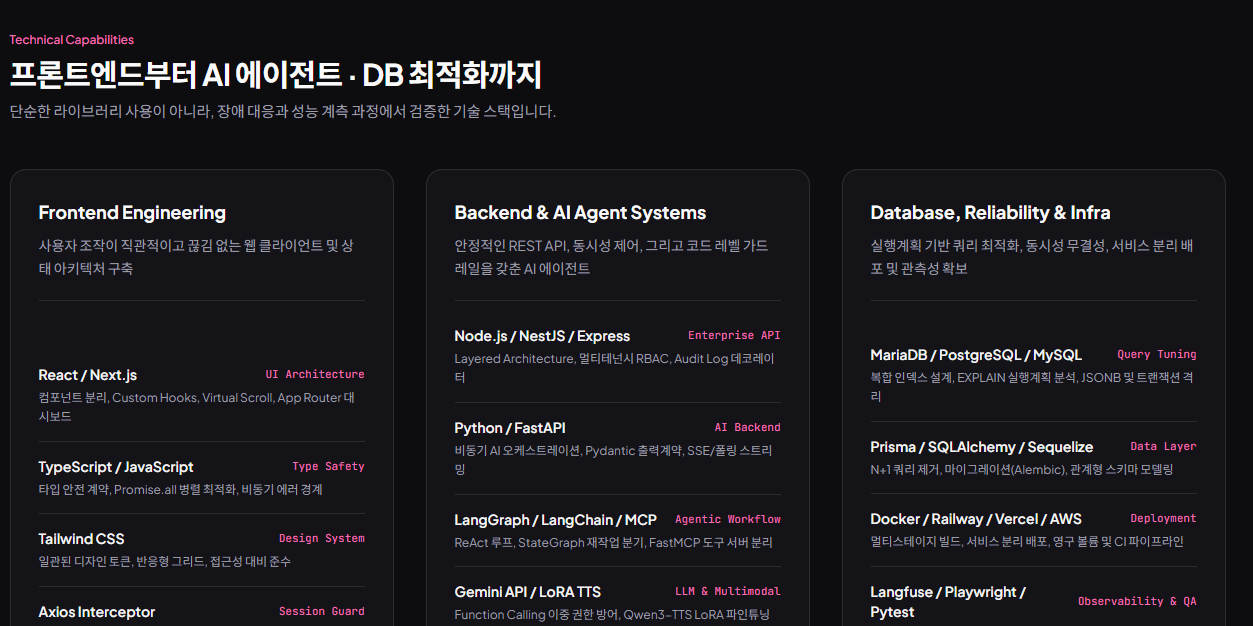 Technical Capabilities
프론트엔드부터 AI 에이전트 · DB 최적화까지
단순한 라이브러리 사용이 아니라, 장애 대응과 성능 계측 과정에서 검증한 기술 스택입니다.
Frontend Engineering
사용자 조작이 직관적이고 끊김 없는 웹 클라이언트 및 상
태 아키텍처 구축
React / Next.js
UI Architecture
컴포넌트 분리, Custom Hooks, Virtual Scroll, App Router 대
시보드
TypeScript / JavaScript
Type Safety
타입 안전 계약, Promise.all 병렬 최적화, 비동기 에러 경계
Tailwind CSS
Design System
일관된 디자인 토큰, 반응형 그리드, 접근성 대비 준수
Axios Interceptor
Session Guard
Backend & AI Agent Systems
안정적인 REST API, 동시성 제어, 그리고 코드 레벨 가드
레일을 갖춘 AI 에이전트
Node.js / NestJS / Express
Enterprise API
Layered Architecture, 멀티테넌시 RBAC, Audit Log 데코레이
터
Python / FastAPI
AI Backend
비동기 AI 오케스트레이션, Pydantic 출력계약, SSE/폴링 스트리
밍
LangGraph / LangChain / MCP
Agentic Workflow
ReAct 루프, StateGraph 재작업 분기, FastMCP 도구 서버 분리
Gemini API / LoRA TTS
LLM & Multimodal
Function Calling 이중 권한 방어, Qwen3-TTS LoRA 파인튜닝
Database, Reliability & Infra
실행계획 기반 쿼리 최적화, 동시성 무결성, 서비스 분리 배
포 및 관측성 확보
MariaDB / PostgreSQL / MySQL
Query Tuning
복합 인덱스 설계, EXPLAIN 실행계획 분석, JSONB 및 트랜잭션 격
리
Prisma / SQLAlchemy / Sequelize
Data Layer
N+1 쿼리 제거, 마이그레이션(Alembic), 관계형 스키마 모델링
Docker / Railway / Vercel / AWS
Deployment
멀티스테이지 빌드, 서비스 분리 배포, 영구 볼륨 및 CI 파이프라인
Langfuse / Playwright /
Pytest
Observability & QA